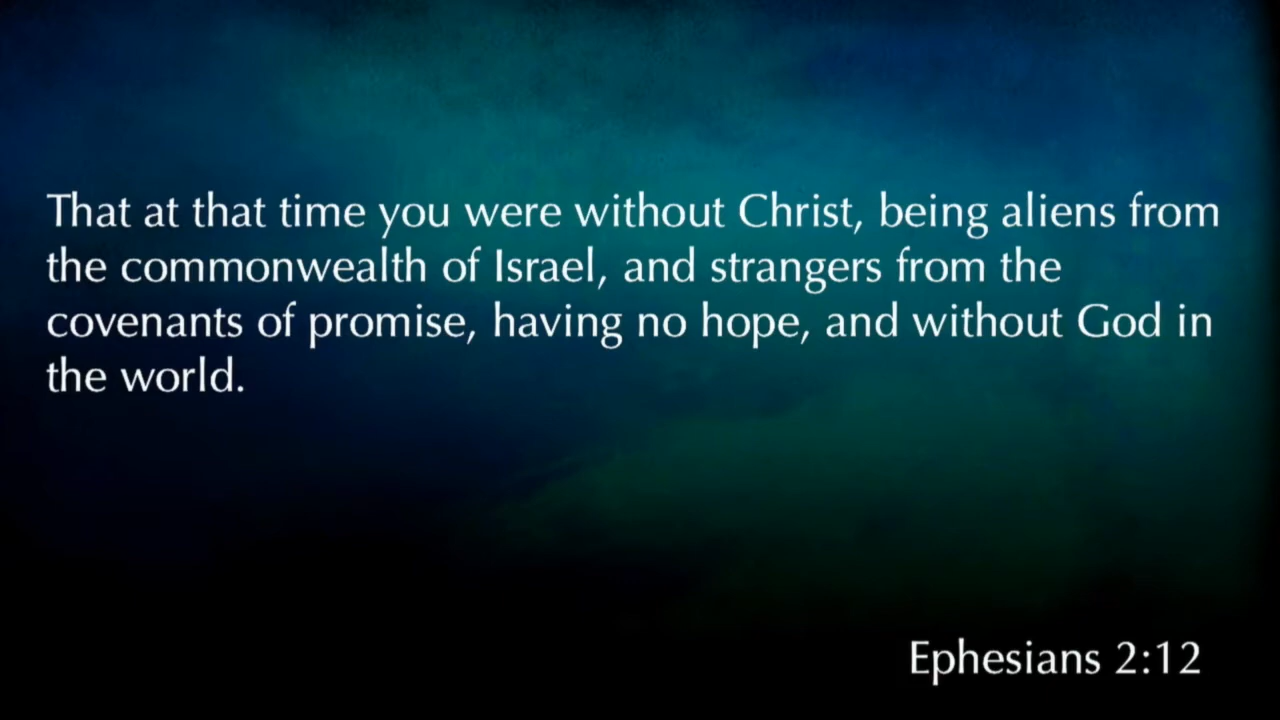 That at that time you were without Christ, being aliens from
the commonwealth of Israel, and strangers from the
covenants of promise, having no hope, and without God in
the world.
Ephesians 2:12